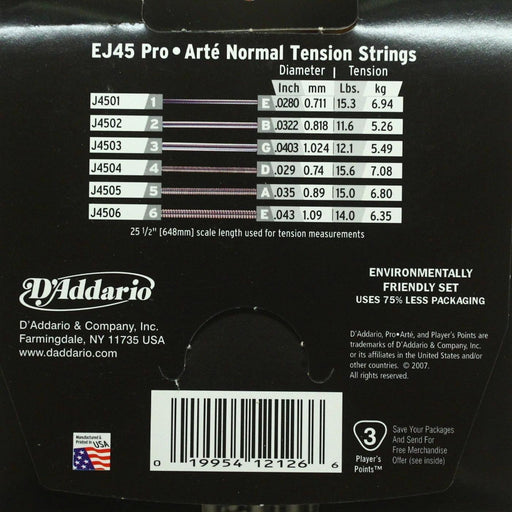 EJ45 Pro•Arté Normal Tension Strings
Diameter | Tension
Inch mm Lbs. kg
J4501 1 E .0280 0.711 15.3 6.94
J4502 2 B .0322 0.818 11.6 5.26
J4503 3 G .0403 1.024 12.1 5.49
J4504 4 D .029 0.74 15.6 7.08
J4505 5 A .035 0.89 15.0 6.80
J4506 6 E .043 1.09 14.0 6.35
25 1/2" [648mm] scale length used for tension measurements
D'Addario
D'Addario & Company, Inc.
Farmingdale, NY 11735 USA
www.daddario.com
ENVIRONMENTALLY
FRIENDLY SET
USES 75% LESS PACKAGING
D'Addario, Pro•Arté, and Player's Points are
trademarks of D'Addario & Company, Inc.
or its affiliates in the United States and/or
other countries. © 2007.
All rights reserved.
Manufactured &
Printed in USA
0 19954 12126 6
3
Player's
Points™
Save Your Packages
And Send For
Free Merchandise
Offer (see inside)